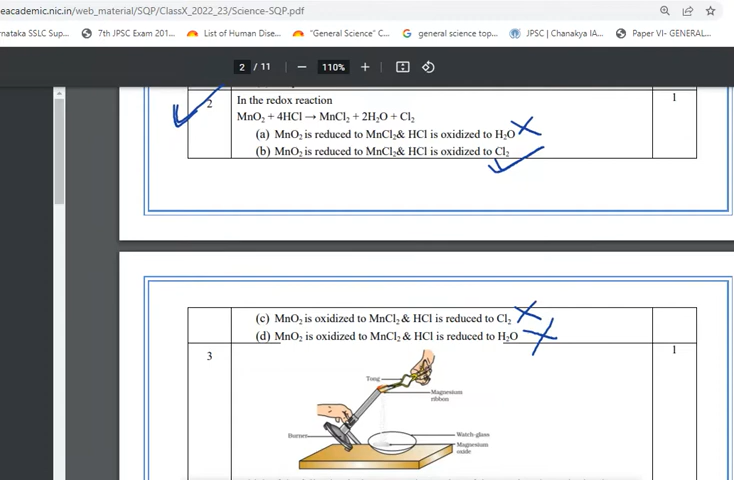 eacademic.nic.in/web_material/SQP/ClassX_2022_23/Science-SQP.pdf
rnataka SSLC Sup...
7th JPSC Exam 201...
List of Human Dise...
"General Science" C...
general science top...
JPSC | Chanakya IA...
Paper VI- GENERAL...
2 / 11 | — 110% +
2 In the redox reaction 1
MnO₂ + 4HCl → MnCl₂ + 2H₂O + Cl₂
(a) MnO₂ is reduced to MnCl₂& HCl is oxidized to H₂O
(b) MnO₂ is reduced to MnCl₂& HCl is oxidized to Cl₂
(c) MnO₂ is oxidized to MnCl₂ & HCl is reduced to Cl₂
(d) MnO₂ is oxidized to MnCl₂ & HCl is reduced to H₂O
3 1
Tong
Magnesium
ribbon
Burner
Watch-glass
Magnesium
oxide